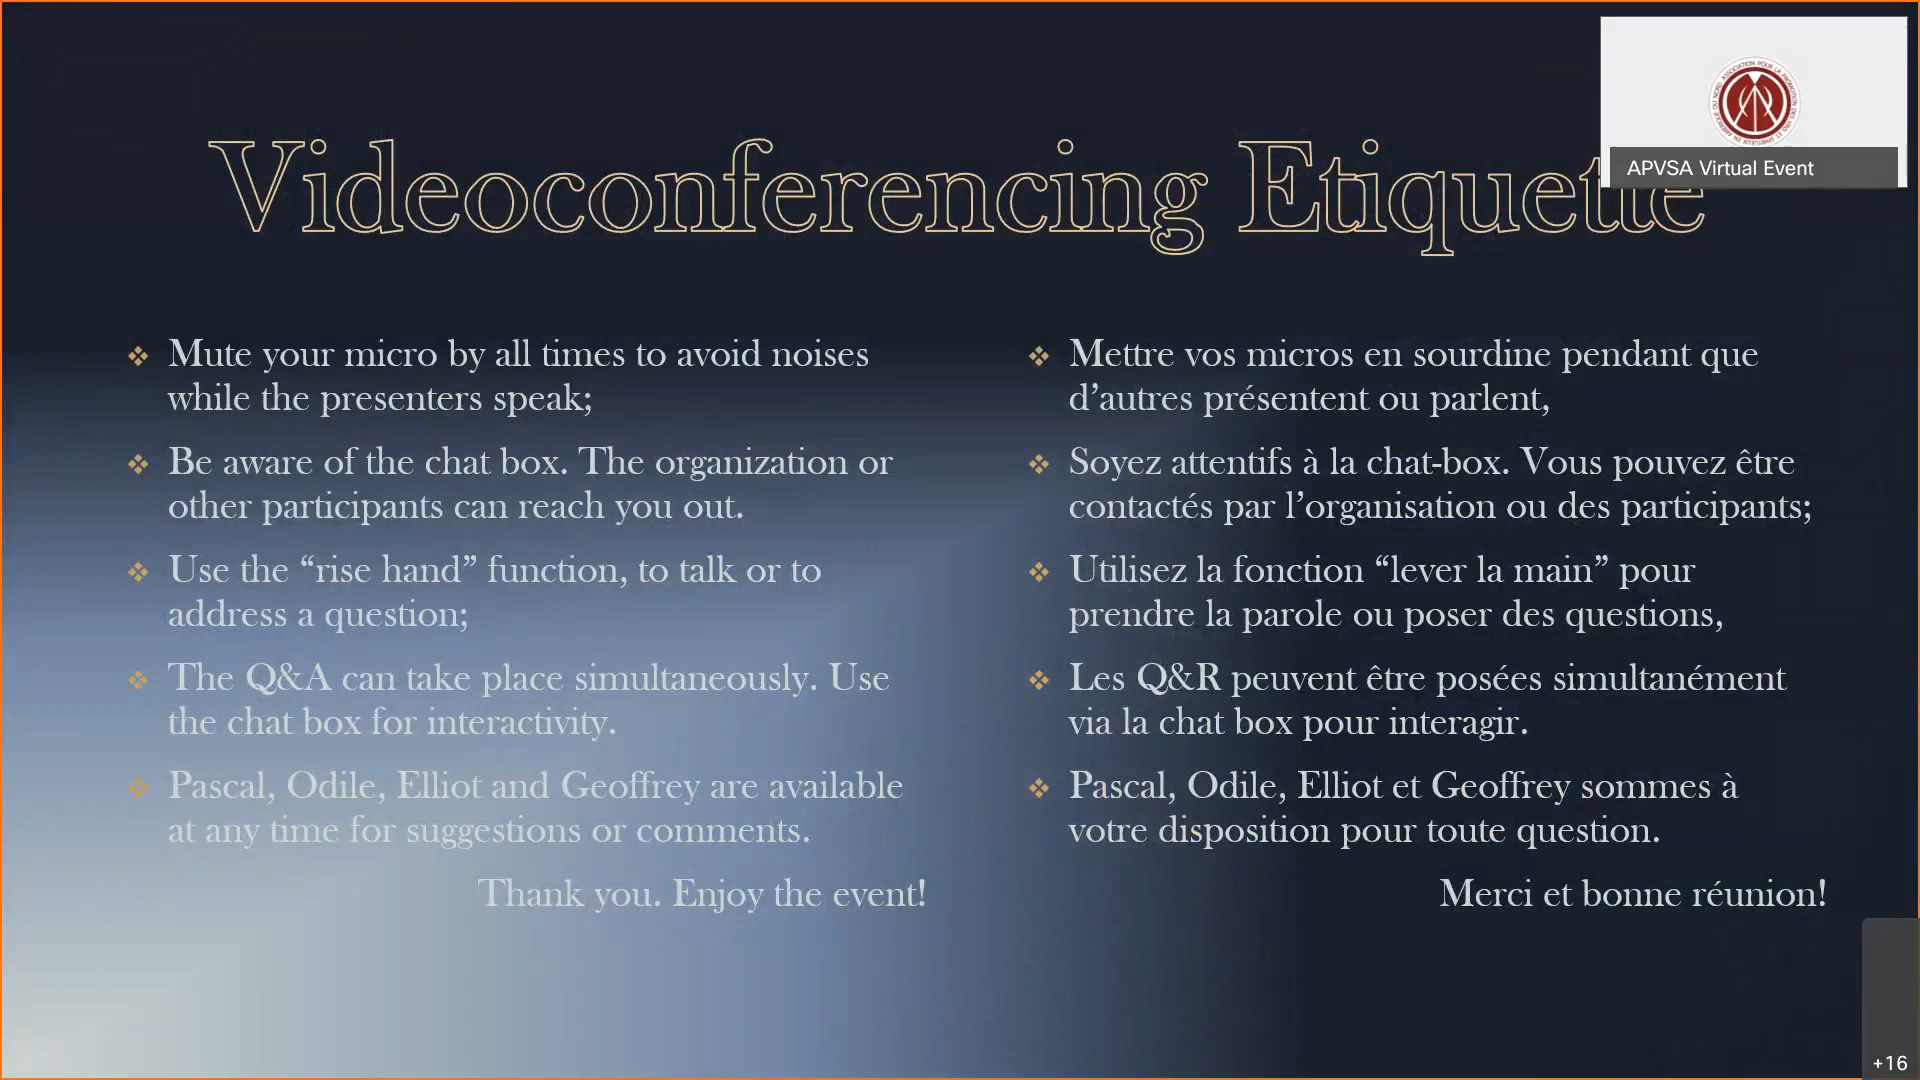 APVSA Virtual Event
Videoconferencing Etiquette
Mute your micro by all times to avoid noises
while the presenters speak;
Be aware of the chat box. The organization or
other participants can reach you out.
Use the “rise hand” function, to talk or to
address a question;
The Q&A can take place simultaneously. Use
the chat box for interactivity.
Pascal, Odile, Elliot and Geoffrey are available
at any time for suggestions or comments.
Thank you. Enjoy the event!
Mettre vos micros en sourdine pendant que
d’autres présentent ou parlent,
Soyez attentifs à la chat-box. Vous pouvez être
contactés par l’organisation ou des participants;
Utilisez la fonction “lever la main” pour
prendre la parole ou poser des questions,
Les Q&R peuvent être posées simultanément
via la chat box pour interagir.
Pascal, Odile, Elliot et Geoffrey sommes à
votre disposition pour toute question.
Merci et bonne réunion!
+16